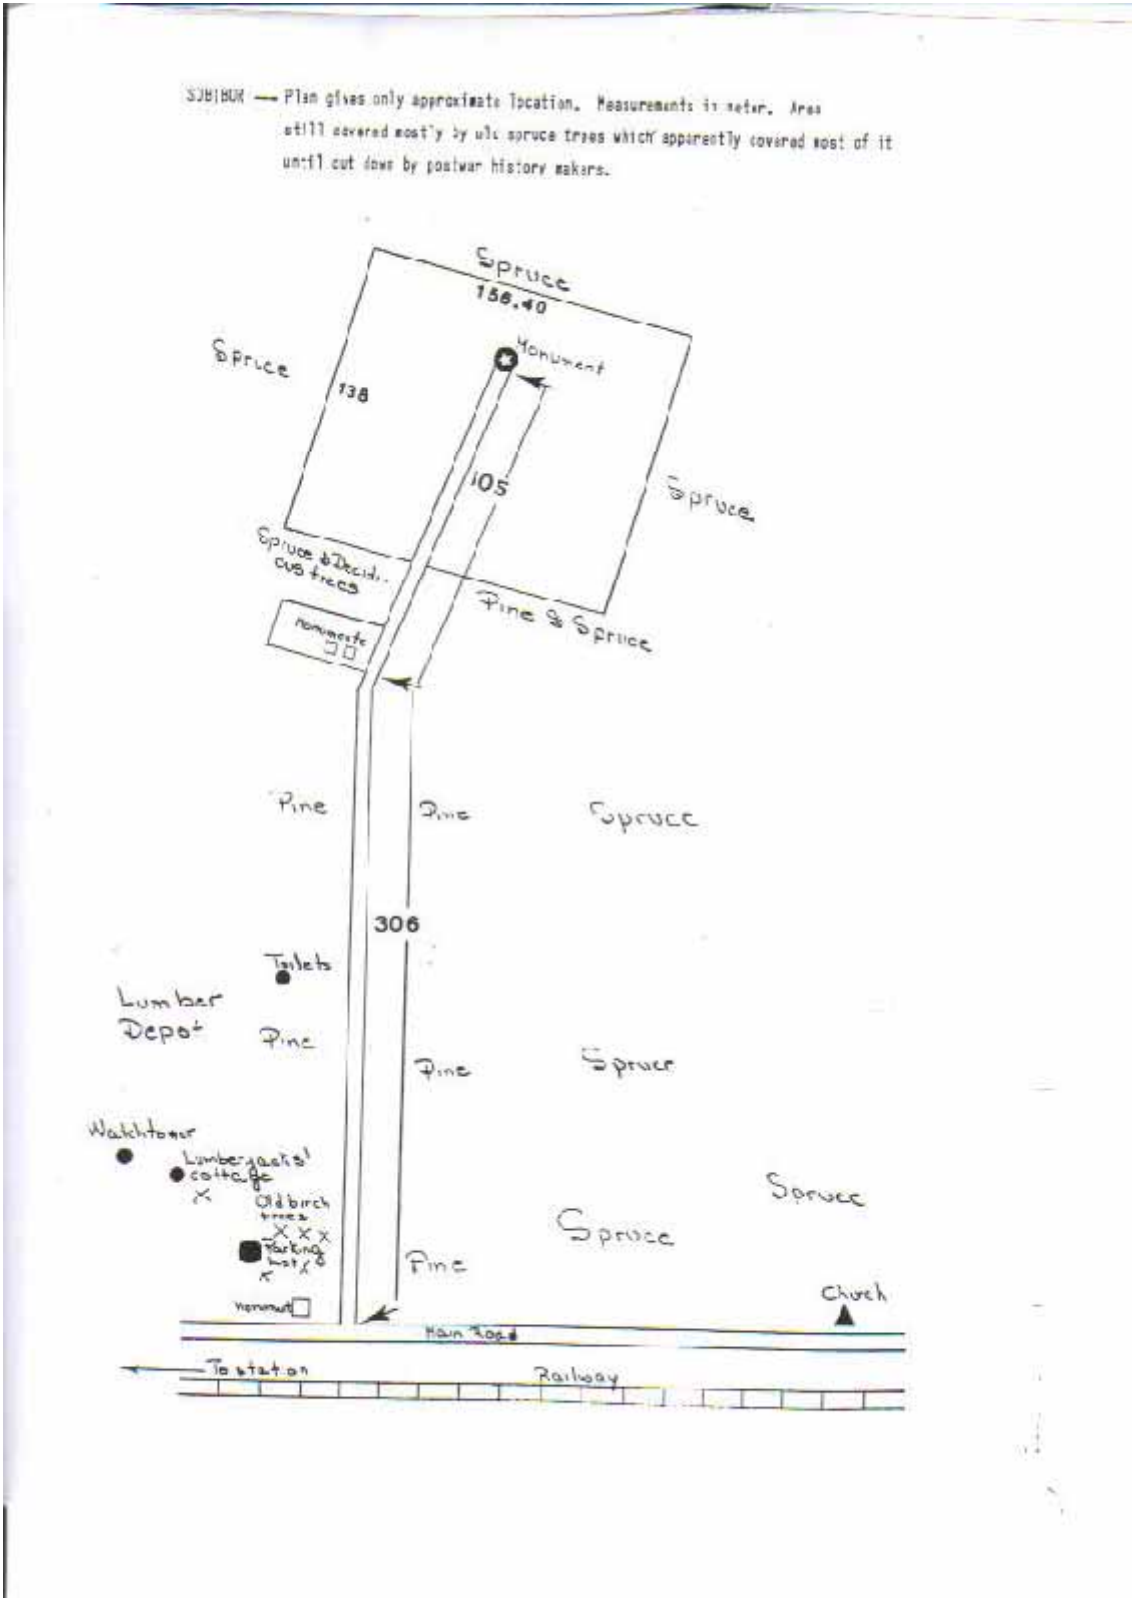 SOBIBOR — Plan gives only approximate location. Measurements in meter. Area
still covered mostly by old spruce trees which apparently covered most of it
until cut down by postwar history makers.
Spruce
156.40
Monument
Spruce
138
105
Spruce
Spruce & Decidi-
ous trees
Pine & Spruce
Monuments
Pine
Pine
Spruce
306
Toilets
Lumber
Depot
Pine
Pine
Spruce
Watchtower
Lumberjacks'
cottage
Old birch
trees
Spruce
Spruce
Parking
Lot
Pine
Church
Main Road
To station
Railway